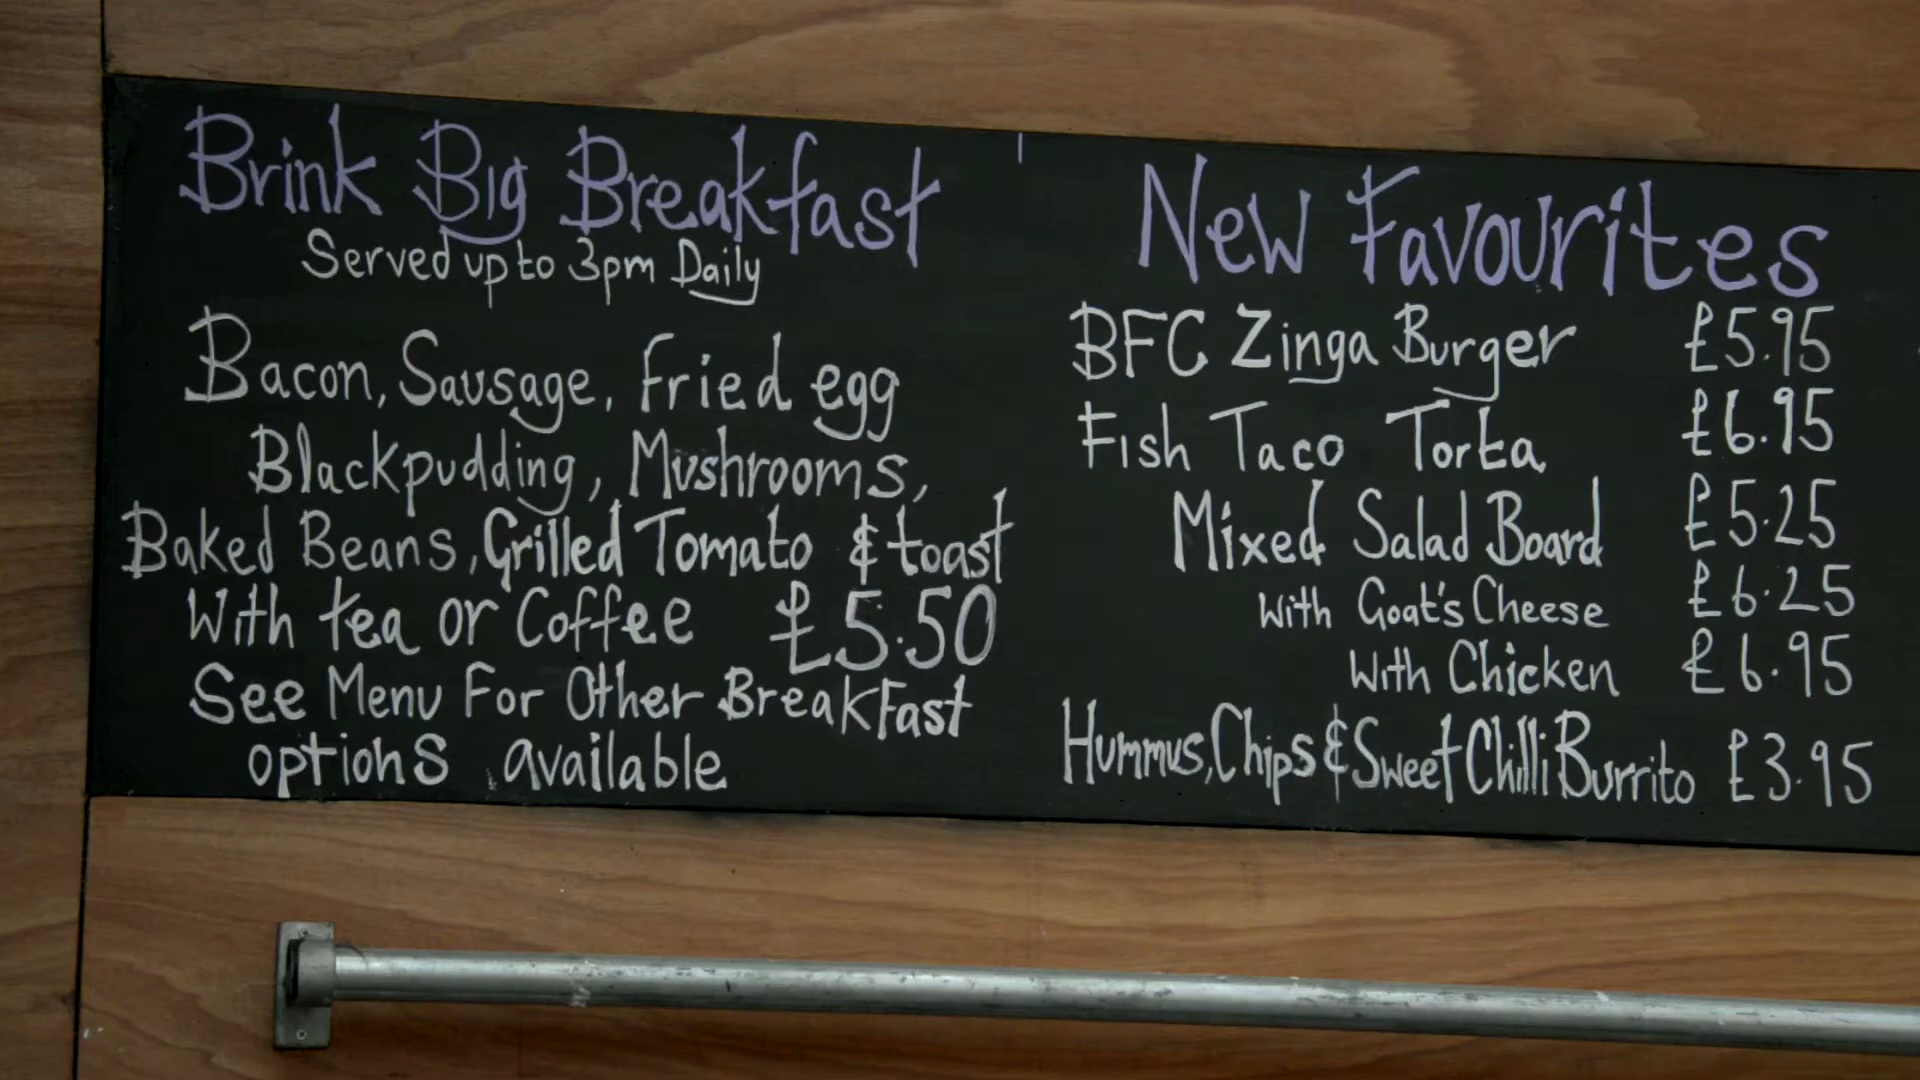 Brink Big Breakfast
Served up to 3pm Daily
Bacon, Sausage, Fried egg
Blackpudding, Mushrooms,
Baked Beans, Grilled Tomato & toast
With tea or Coffee £5.50
See Menu For Other BreakFast
options available
New Favourites
BFC Zinga Burger £5.95
Fish Taco Torta £6.95
Mixed Salad Board £5.25
With Goat's Cheese £6.25
With Chicken £6.95
Hummus, Chips & Sweet Chilli Burrito £3.95